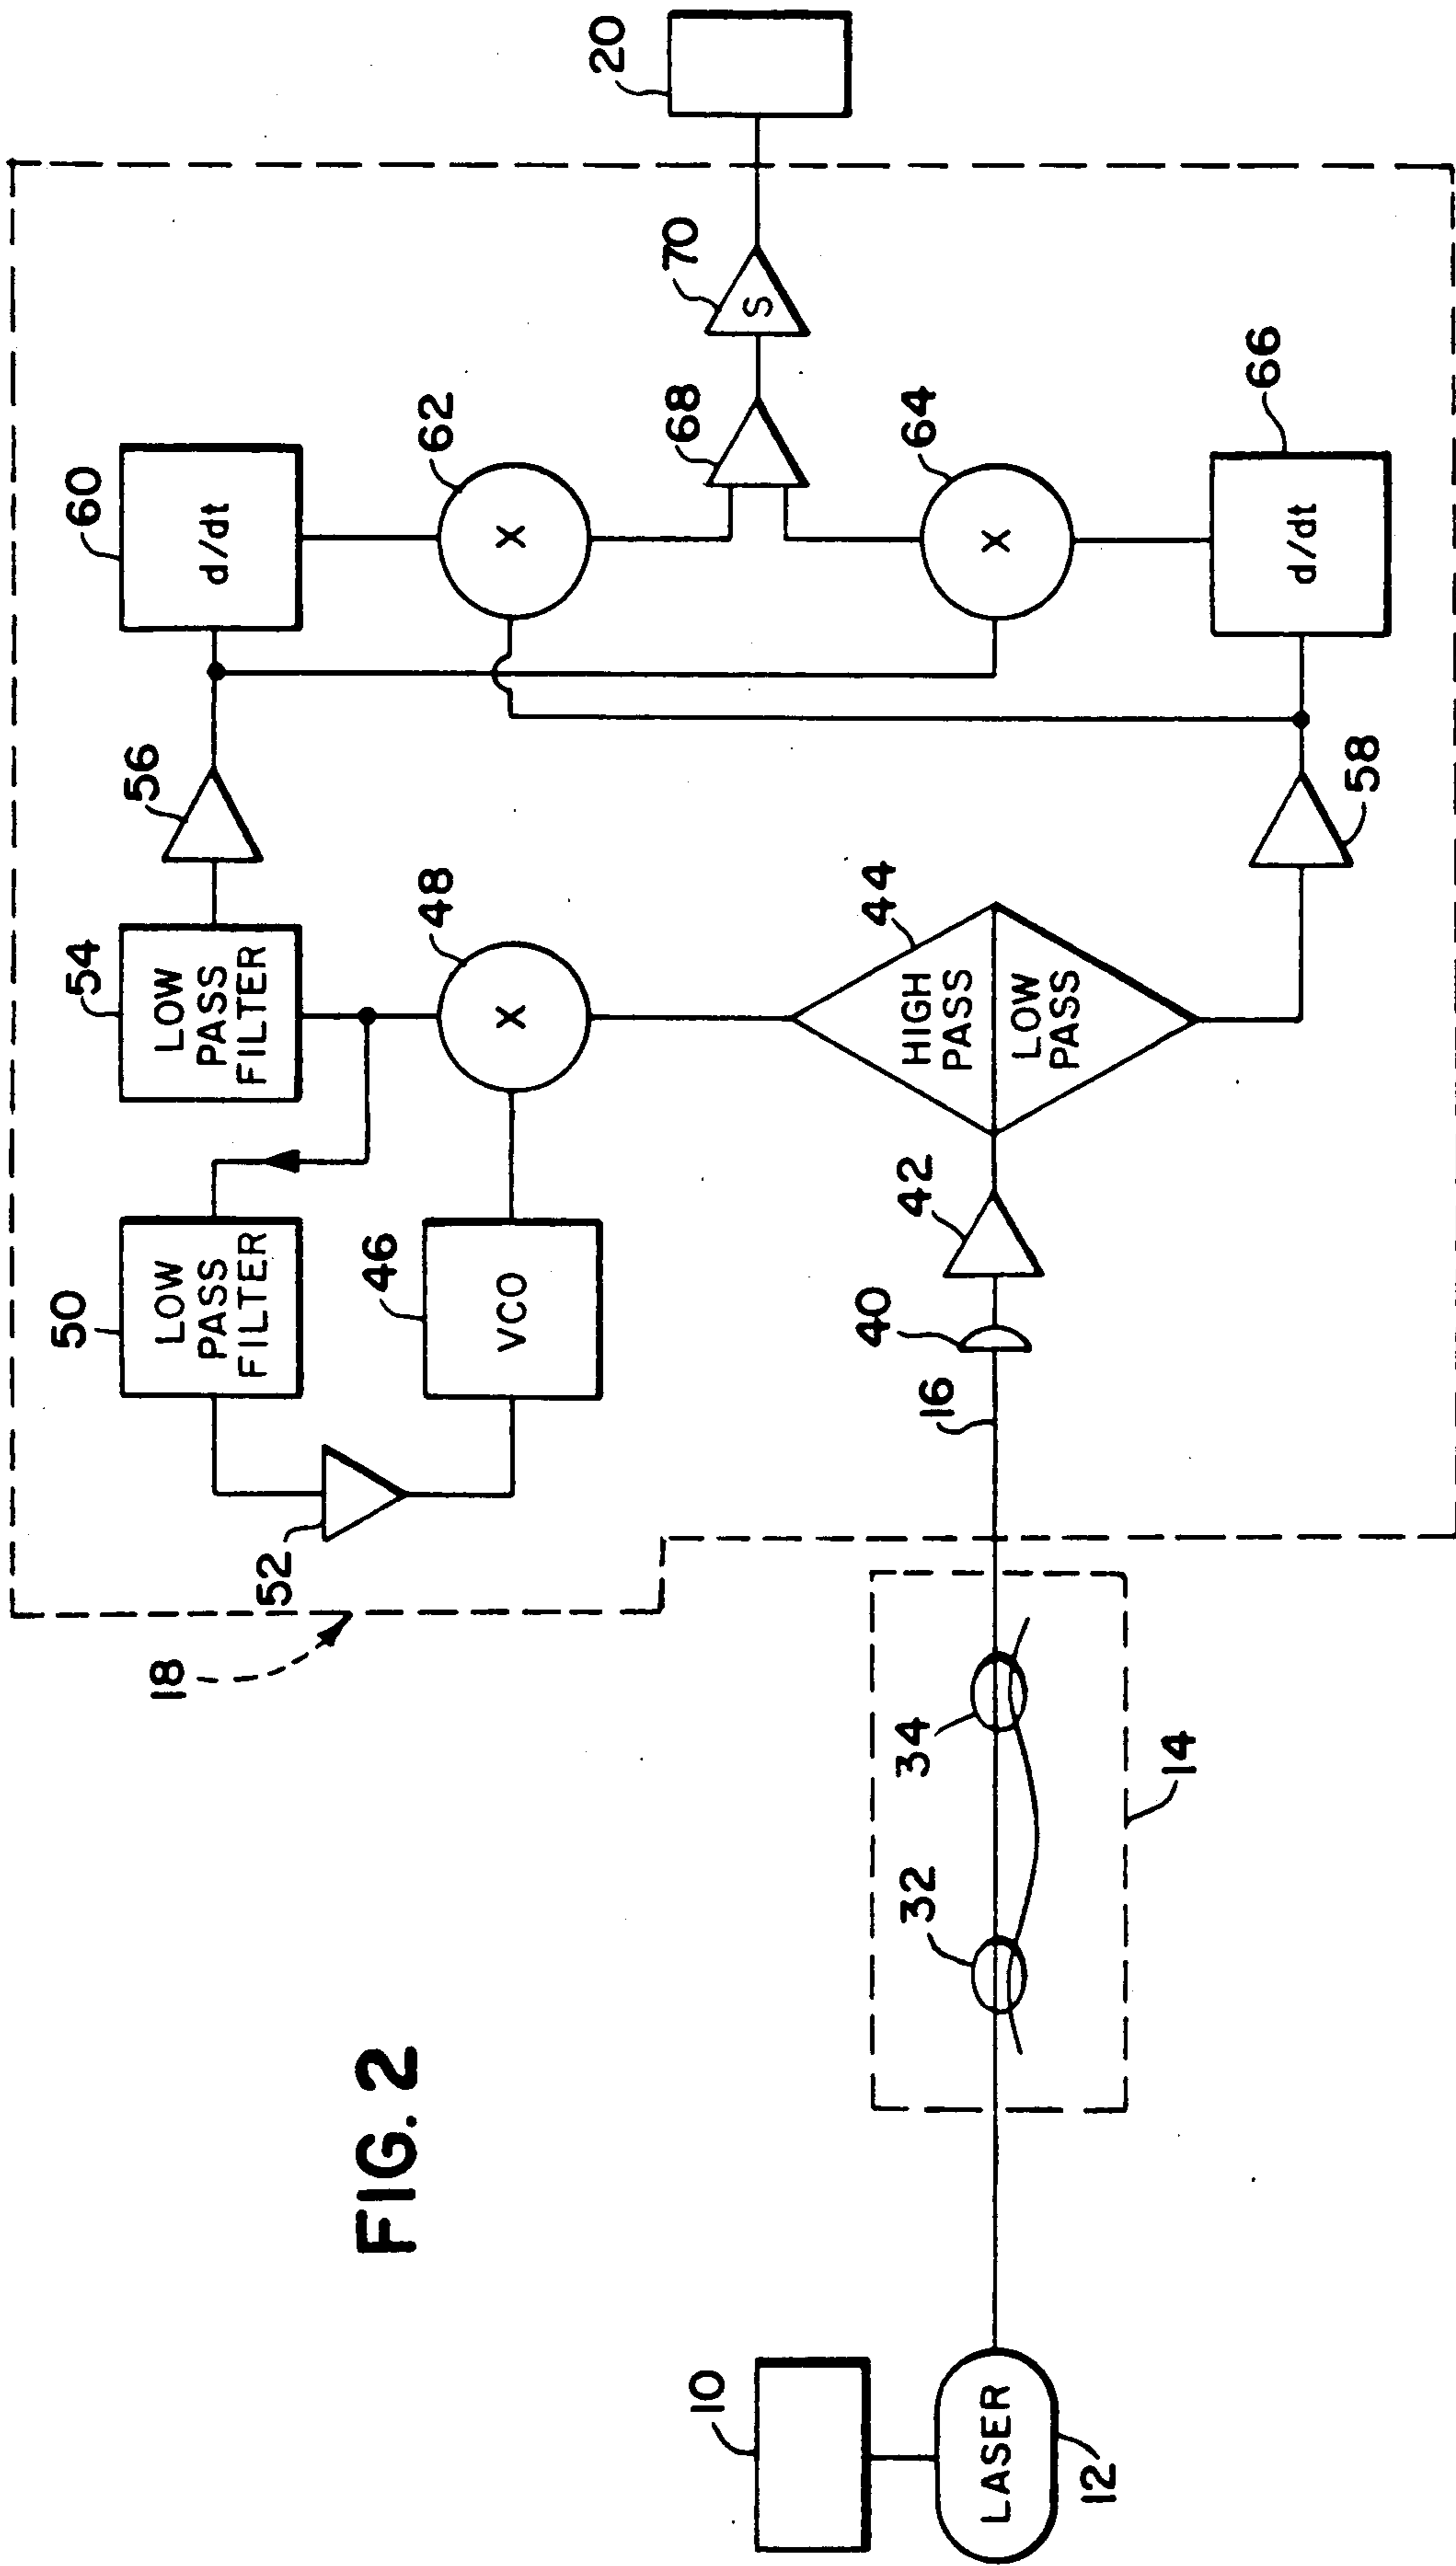 FIG. 2
10
LASER
12
14
32
34
16
18
40
42
HIGH
PASS
LOW
PASS
44
VCO
46
X
48
LOW
PASS
FILTER
50
52
LOW
PASS
FILTER
54
56
58
d/dt
60
X
62
X
64
d/dt
66
68
S
70
20